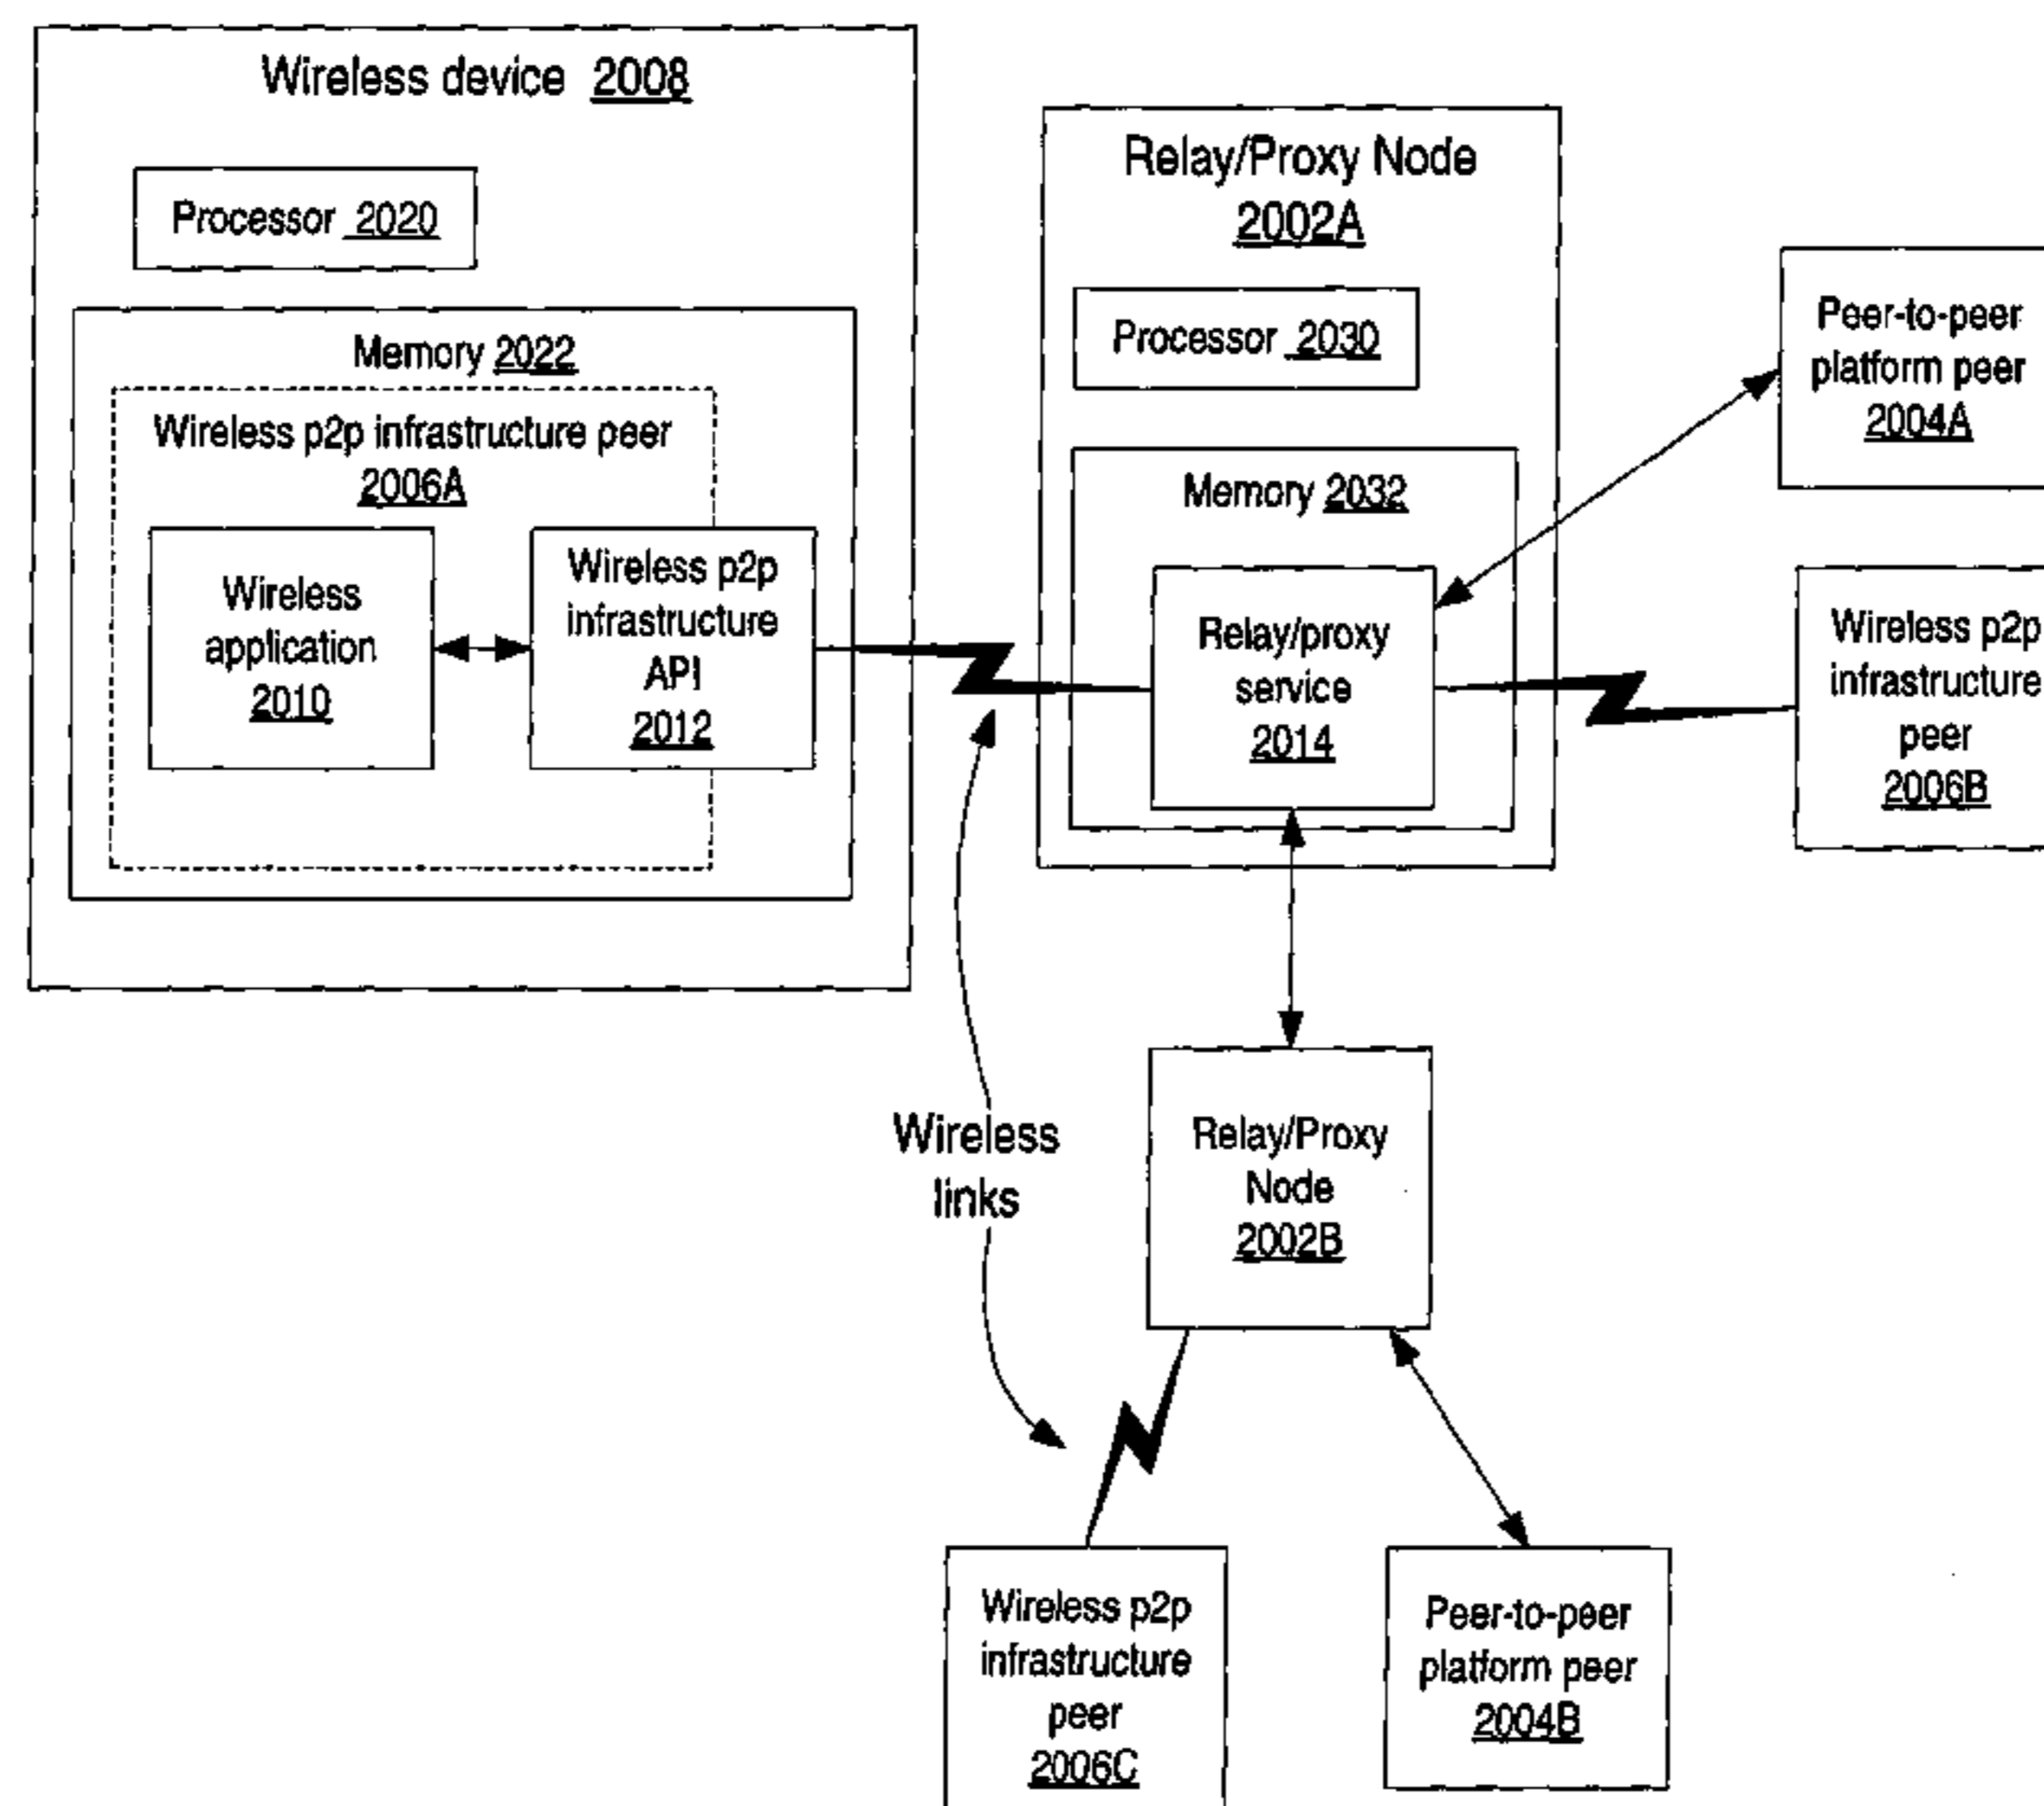 Wireless device 2008
Processor 2020
Memory 2022
Wireless p2p infrastructure peer
2006A
Wireless
application
2010
Wireless p2p
infrastructure
API
2012
Relay/Proxy Node
2002A
Processor 2030
Memory 2032
Relay/proxy
service
2014
Peer-to-peer
platform peer
2004A
Wireless p2p
infrastructure
peer
2006B
Wireless
links
Relay/Proxy
Node
2002B
Wireless p2p
infrastructure
peer
2006C
Peer-to-peer
platform peer
2004B